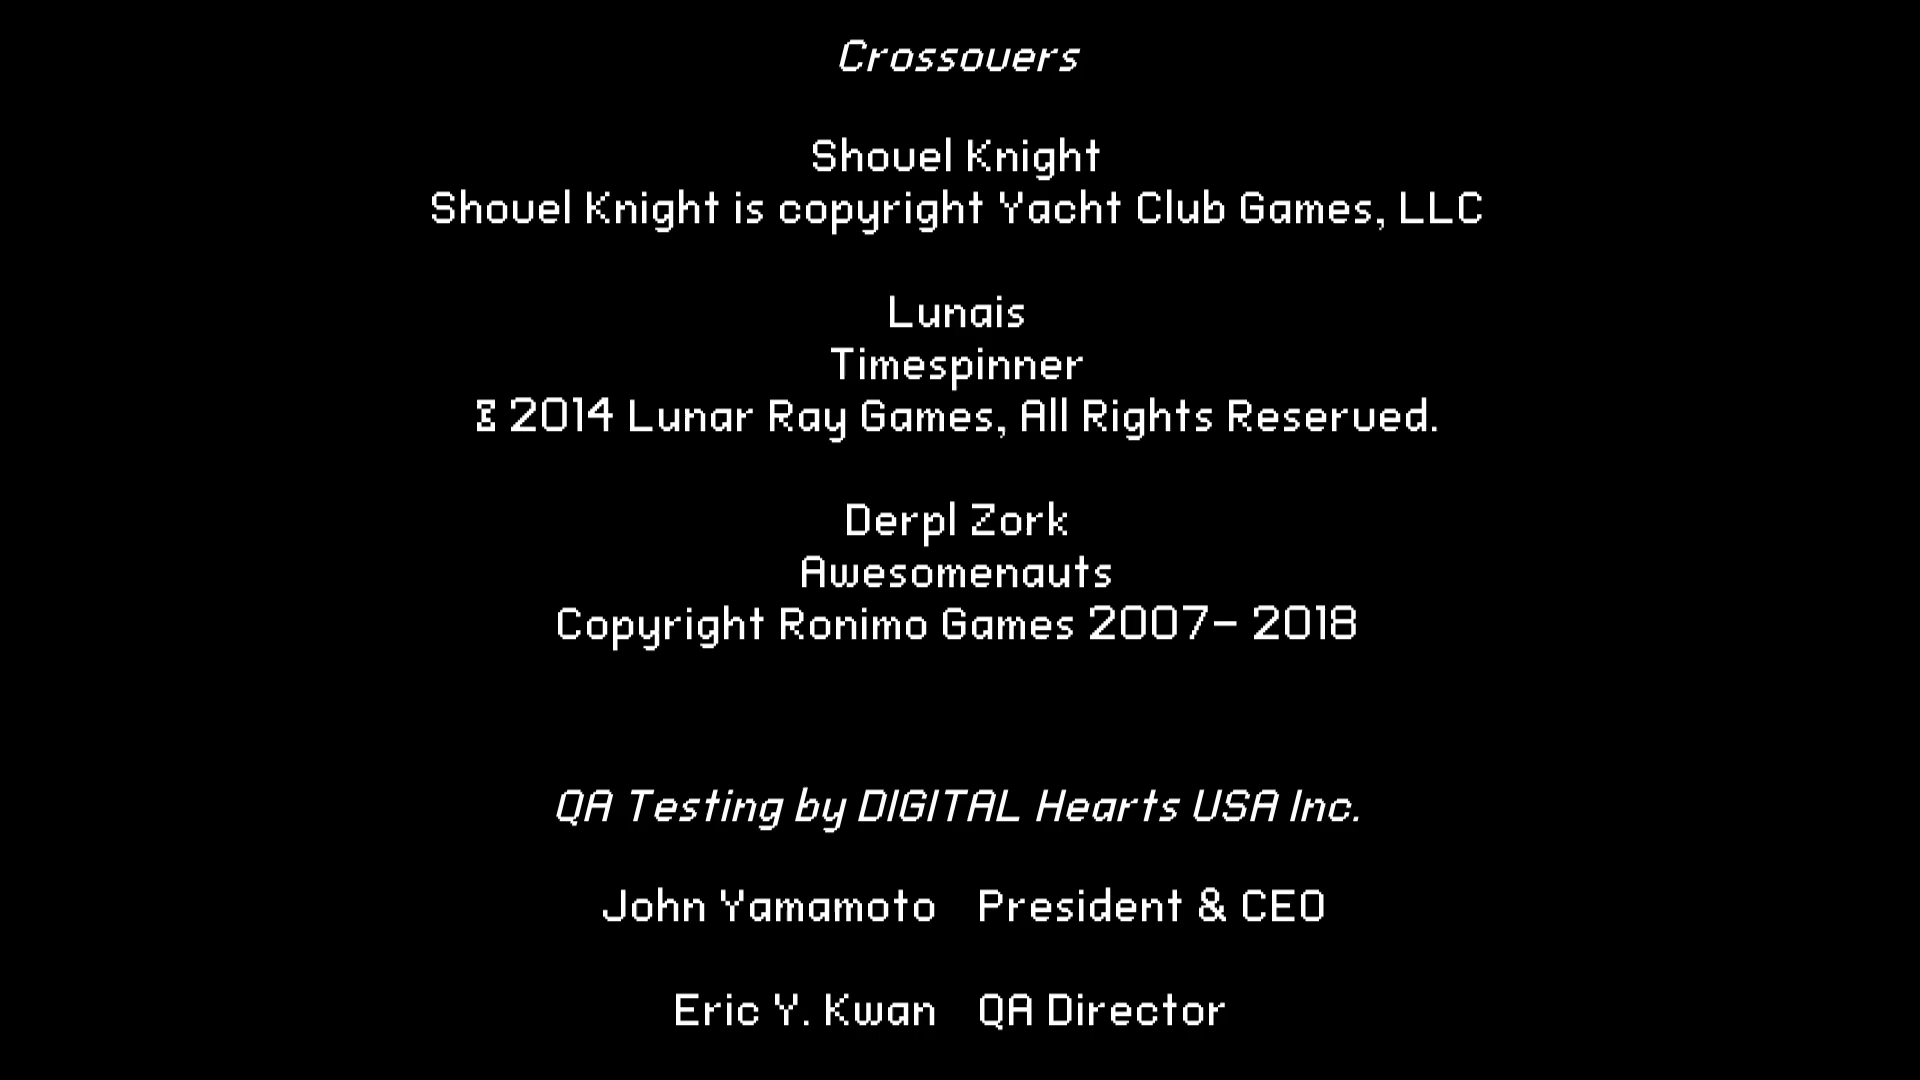 Crossovers
Shovel Knight
Shovel Knight is copyright Yacht Club Games, LLC
Lunais
Timespinner
2014 Lunar Ray Games, All Rights Reserved.
Derpl Zork
Awesomenauts
Copyright Ronimo Games 2007- 2018
QA Testing by DIGITAL Hearts USA Inc.
John Yamamoto President & CEO
Eric Y. Kwan QA Director